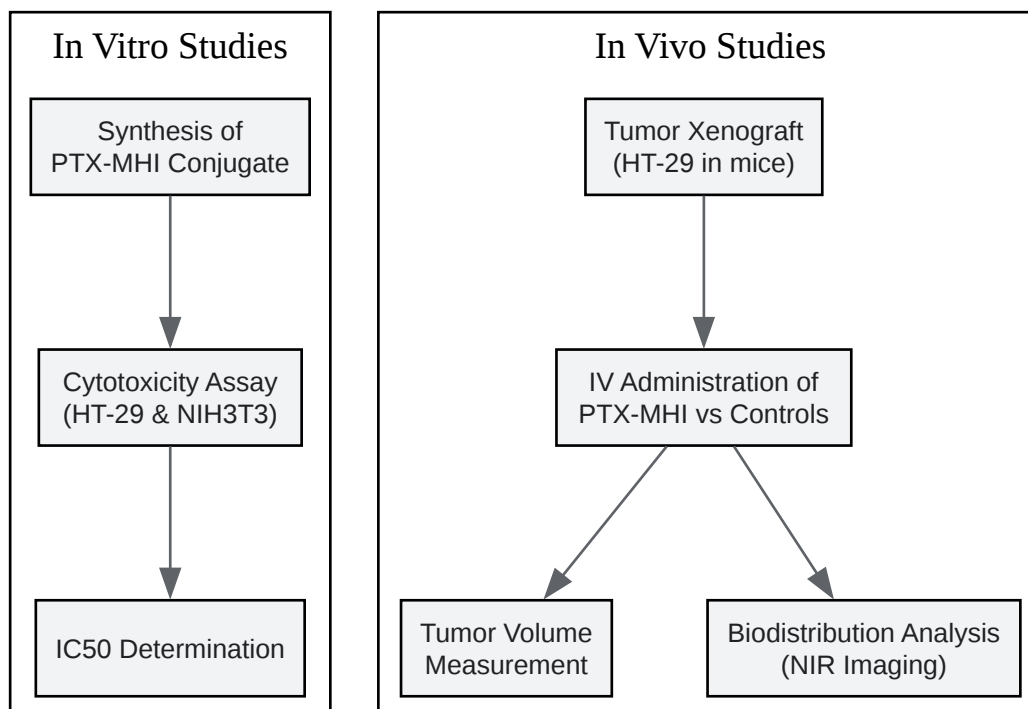 In Vitro Studies
Synthesis of
PTX-MHI Conjugate
Cytotoxicity Assay
(HT-29 & NIH3T3)
IC50 Determination
In Vivo Studies
Tumor Xenograft
(HT-29 in mice)
IV Administration of
PTX-MHI vs Controls
Tumor Volume
Measurement
Biodistribution Analysis
(NIR Imaging)